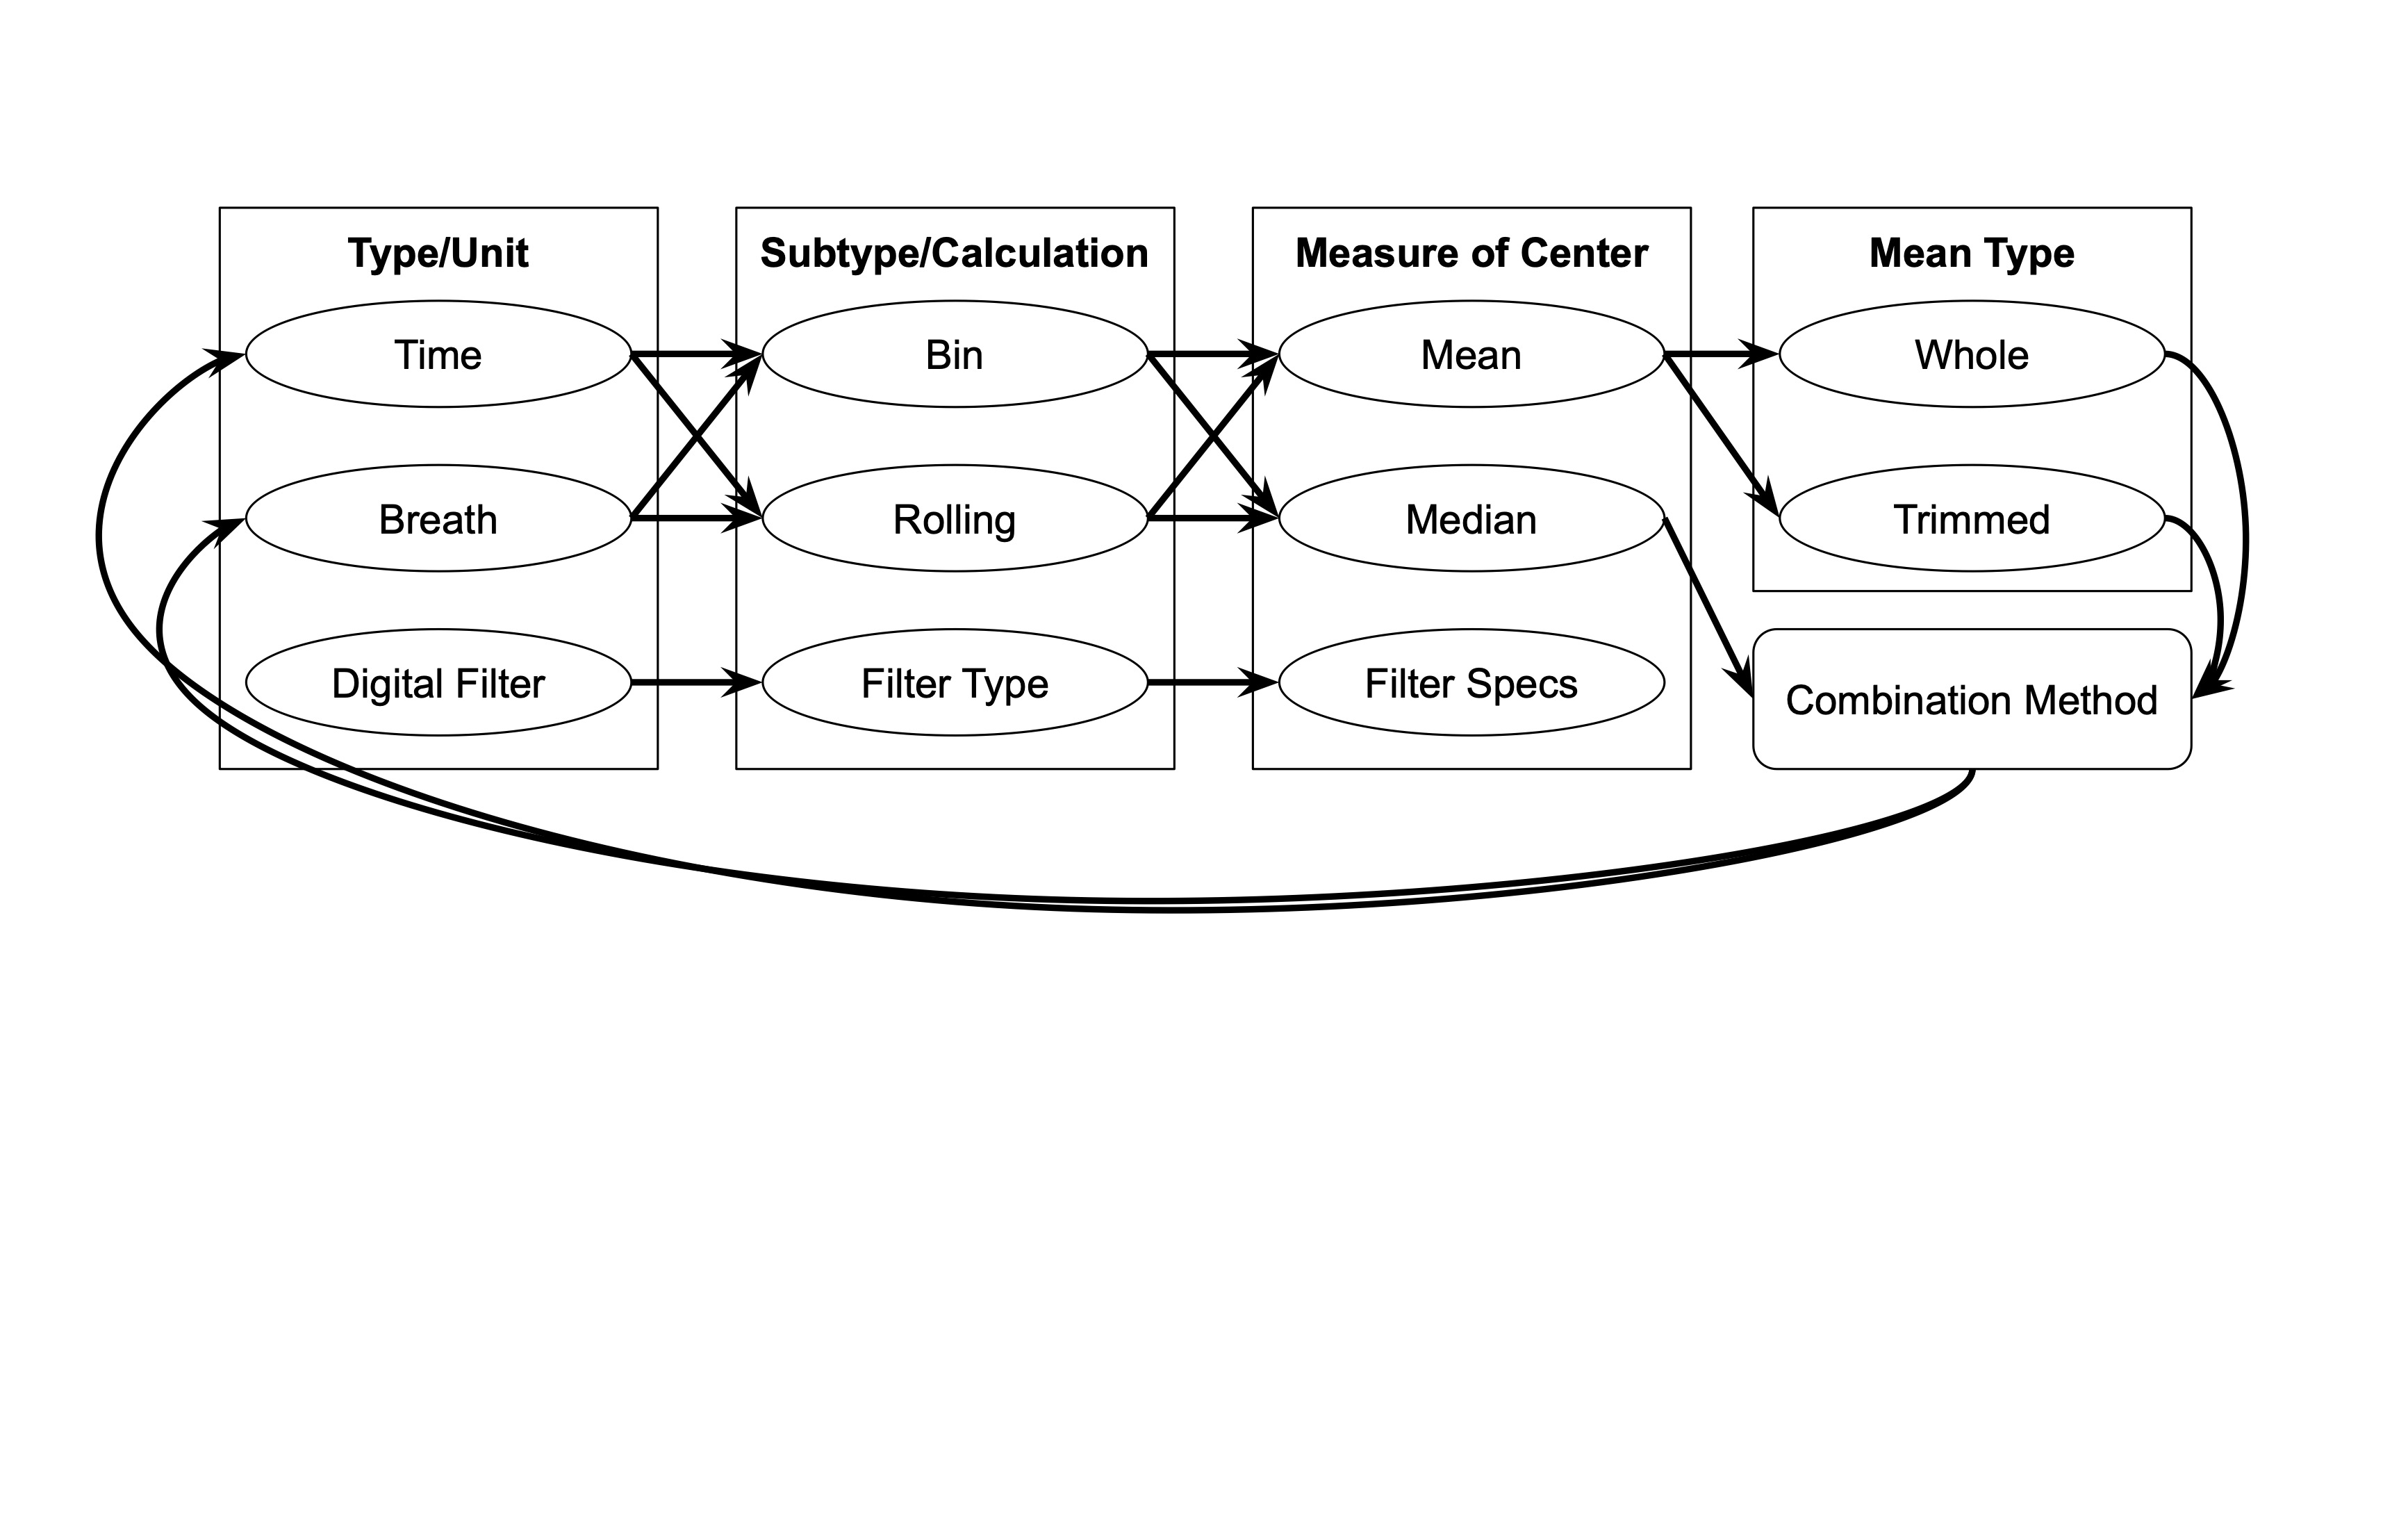 Type/Unit
Time
Breath
Digital Filter
Subtype/Calculation
Bin
Rolling
Filter Type
Measure of Center
Mean
Median
Filter Specs
Mean Type
Whole
Trimmed
Combination Method